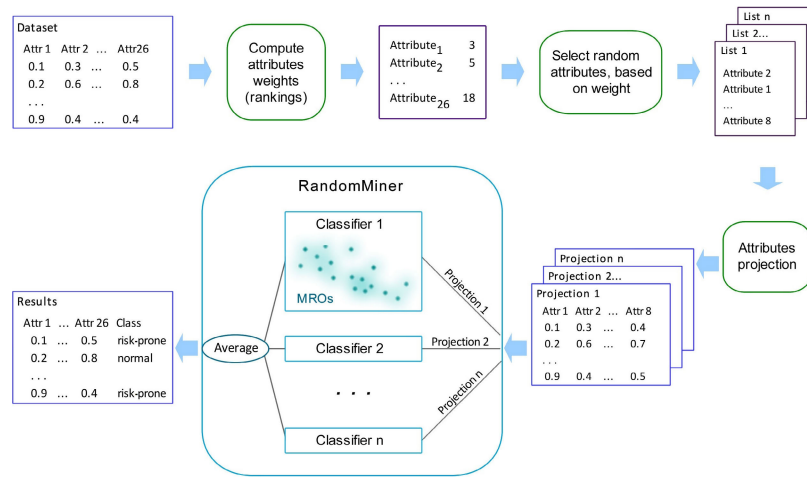 Dataset
Attr 1 Attr 2 ... Attr26
0.1 0.3 ... 0.5
0.2 0.6 ... 0.8
. . .
0.9 0.4 ... 0.4
Compute
attributes
weights
(rankings)
Attribute1 3
Attribute2 5
. . .
Attribute26 18
Select random
attributes, based
on weight
List n
List 2...
List 1
Attribute 2
Attribute 1
...
Attribute 8
Attributes
projection
Projection n
Projection 2...
Projection 1
Attr 1 Attr 2 ... Attr 8
0.1 0.3 ... 0.4
0.2 0.6 ... 0.7
. . .
0.9 0.4 ... 0.5
RandomMiner
Classifier 1
MROs
Projection 1
Classifier 2
Projection 2
. . .
Projection n
Classifier n
Average
Results
Attr 1 ... Attr 26 Class
0.1 ... 0.5 risk-prone
0.2 ... 0.8 normal
. . .
0.9 ... 0.4 risk-prone